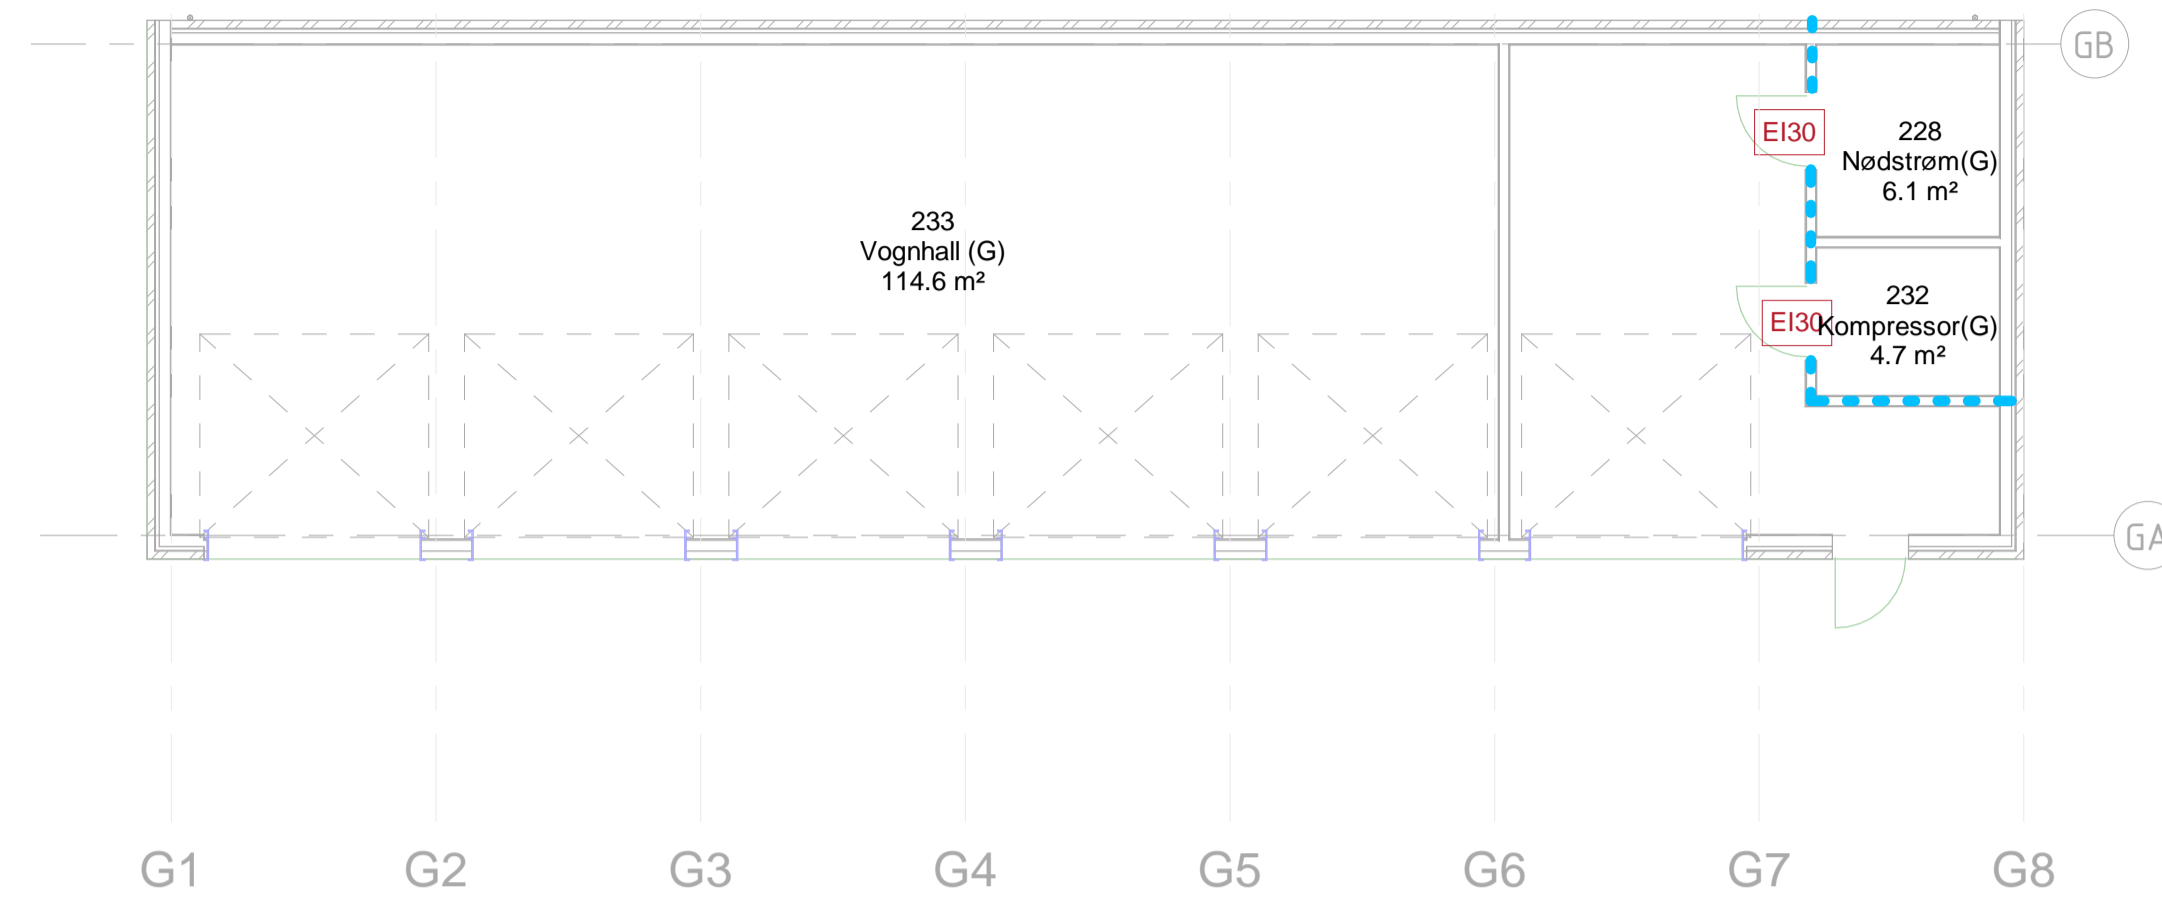 GB
EI30
228
Nødstrøm(G)
6.1 m²
233
Vognhall (G)
114.6 m²
232
EI30
Kompressor(G)
4.7 m²
GA
G1 G2 G3 G4 G5 G6 G7 G8